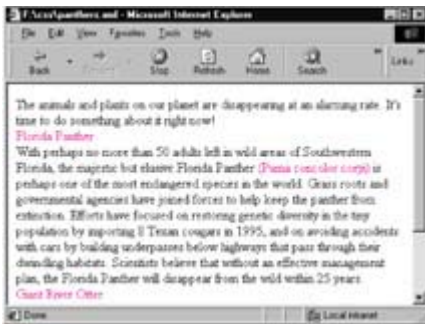 F:\css\panthers.xml - Microsoft Internet Explorer
File Edit View Favorites Tools Help
Back Stop Refresh Home Search Links
The animals and plants on our planet are disappearing at an alarming rate. It's
time to do something about it right now!
Florida Panther
With perhaps no more than 50 adults left in wild areas of Southwestern
Florida, the majestic but elusive Florida Panther (Puma concolor coryi) is
perhaps one of the most endangered species in the world. Grass roots and
governmental agencies have joined forces to help keep the panther from
extinction. Efforts have focused on restoring genetic diversity in the tiny
population by importing 8 Texan cougars in 1995, and on avoiding accidents
with cars by building underpasses below highways that pass through their
dwindling habitats. Scientists believe that without an effective management
plan, the Florida Panther will disappear from the wild within 25 years
Giant River Otter
Done Local intranet